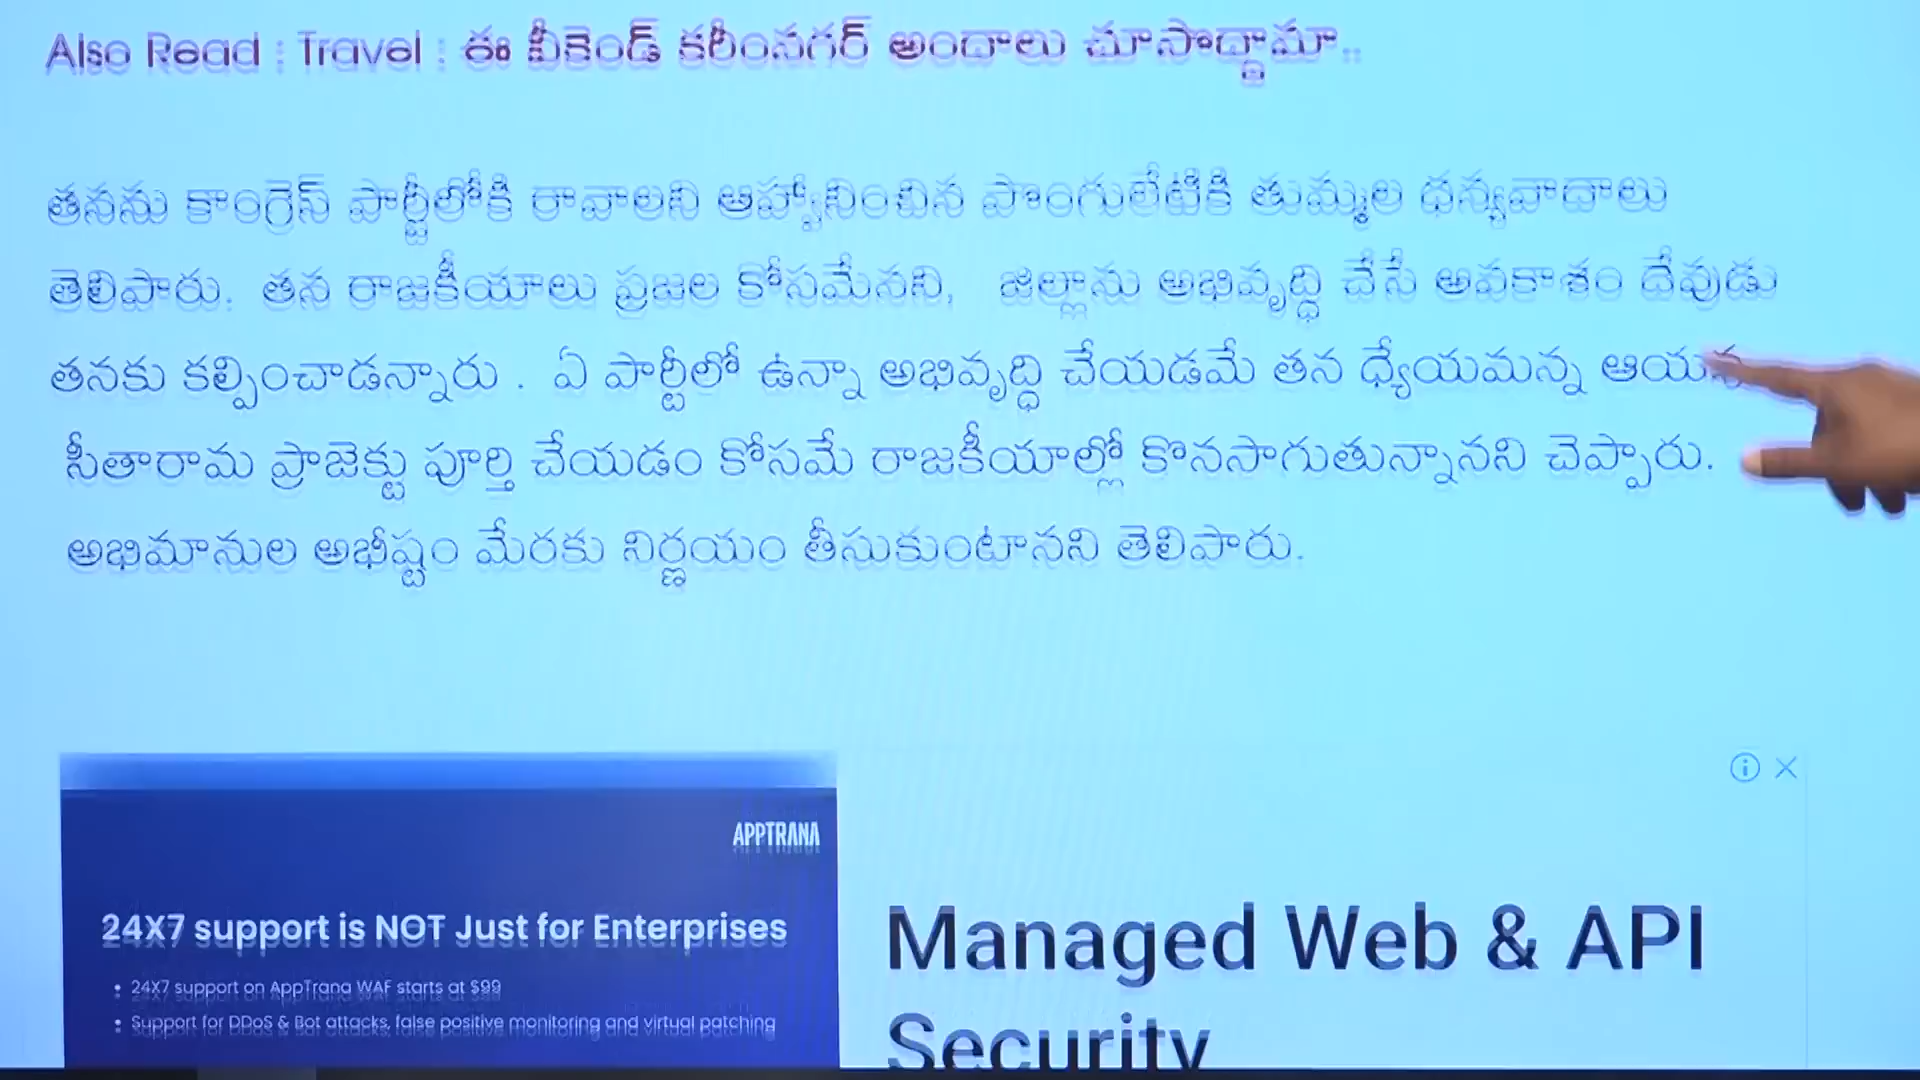 Also Read : Travel : ఈ వీకెండ్ కరీంనగర్ అందాలు చూసొద్దామా..
తనను కాంగ్రెస్ పార్టీలోకి రావాలని ఆహ్వానించిన పొంగులేటికి తుమ్మల ధన్యవాదాలు
తెలిపారు. తన రాజకీయాలు ప్రజల కోసమేనని, జిల్లాను అభివృద్ధి చేసే అవకాశం దేవుడు
తనకు కల్పించాడన్నారు . ఏ పార్టీలో ఉన్నా అభివృద్ధి చేయడమే తన ధ్యేయమన్న ఆయన
సీతారామ ప్రాజెక్టు పూర్తి చేయడం కోసమే రాజకీయాల్లో కొనసాగుతున్నానని చెప్పారు.
అభిమానుల అభీష్టం మేరకు నిర్ణయం తీసుకుంటానని తెలిపారు.
APPTRANA
24X7 support is NOT Just for Enterprises
• 24X7 support on AppTrana WAF starts at $99
• Support for DDoS & Bot attacks, false positive monitoring and virtual patching
Managed Web & API
Security